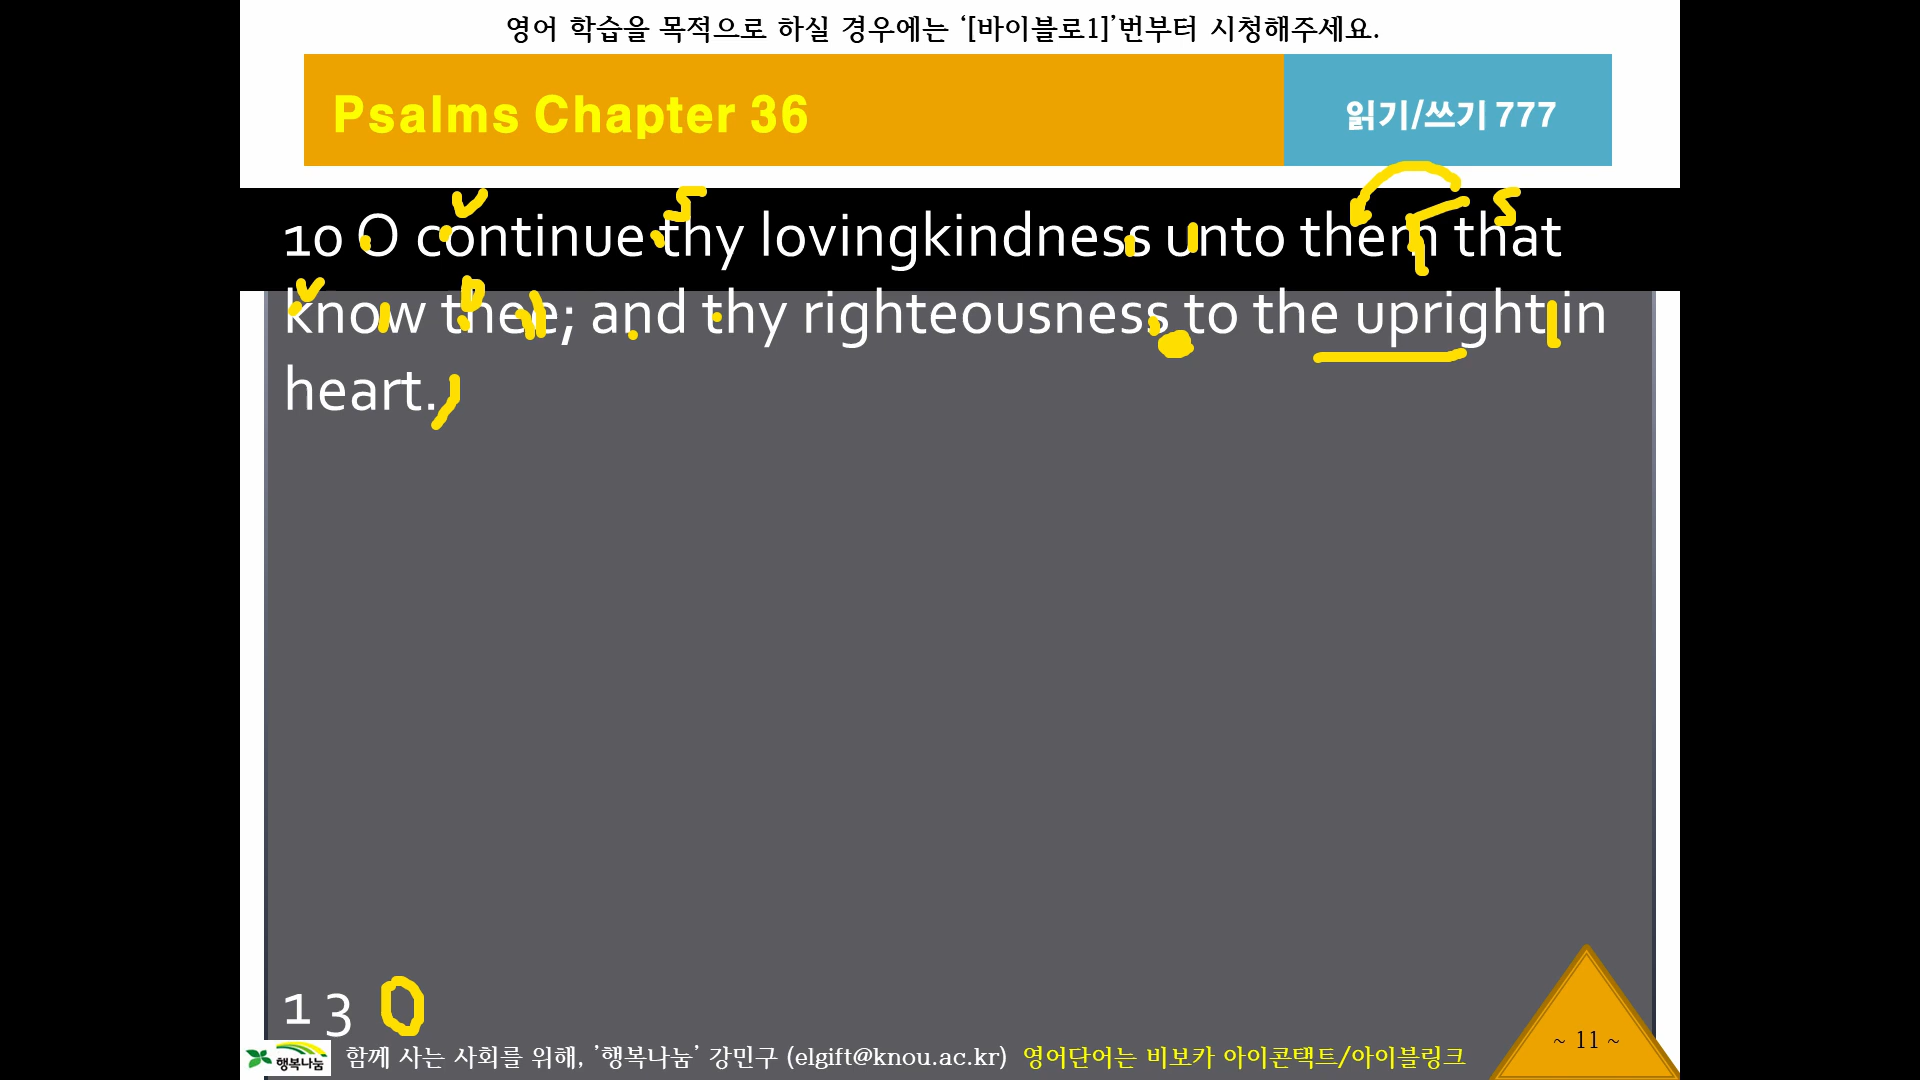 영어 학습을 목적으로 하실 경우에는 ‘[바이블로1]’번부터 시청해주세요.
Psalms Chapter 36
읽기/쓰기 777
10 O continue thy lovingkindness unto them that
know thee; and thy righteousness to the upright in
heart.
1 3 0
행복나눔 함께 사는 사회를 위해, ’행복나눔’ 강민구 (elgift@knou.ac.kr) 영어단어는 비보카 아이콘택트/아이블링크
~ 11 ~